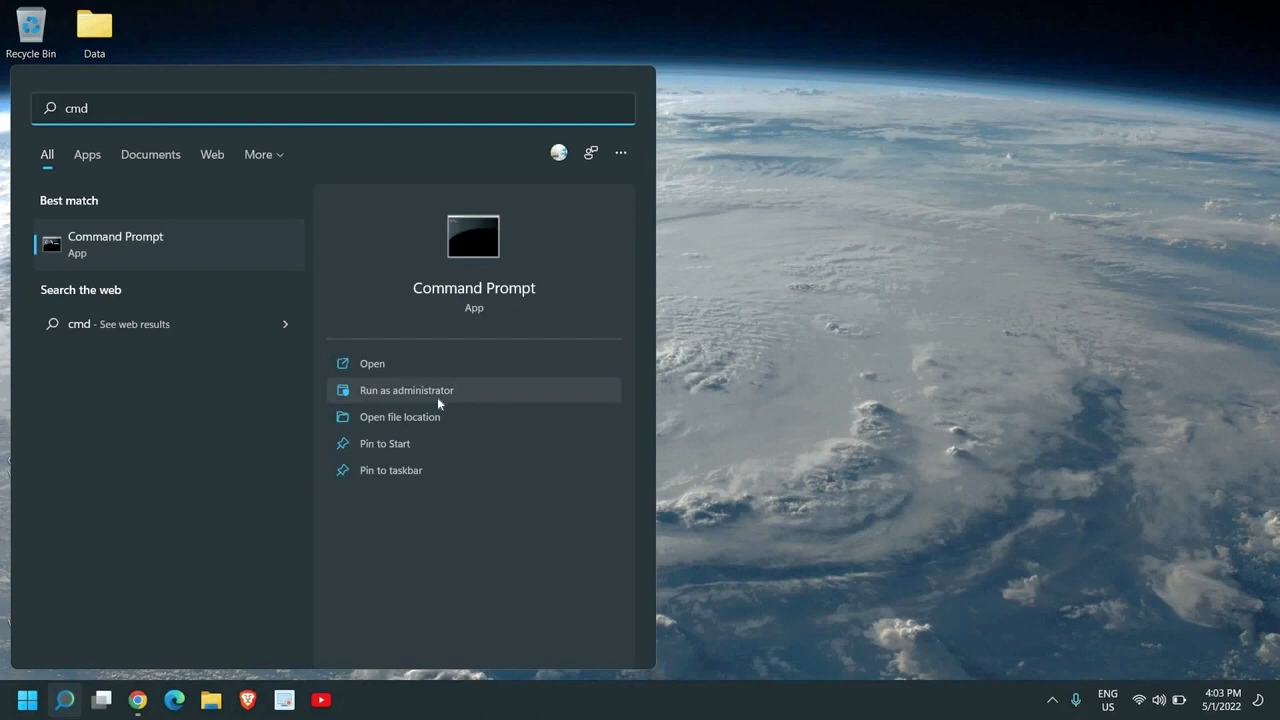 Recycle Bin
Data
cmd
All
Apps
Documents
Web
More
Best match
Command Prompt
App
Search the web
cmd - See web results
Command Prompt
App
Open
Run as administrator
Open file location
Pin to Start
Pin to taskbar
ENG
US
4:03 PM
5/1/2022